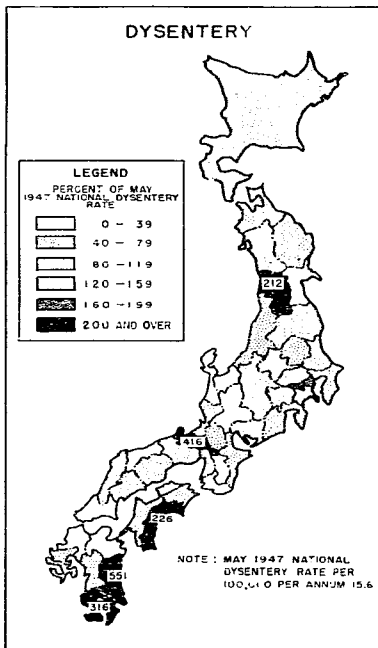 DYSENTERY
LEGEND
PERCENT OF MAY
1947 NATIONAL DYSENTERY
RATE
0 - 39
40 - 79
80 - 119
120 - 159
160 - 199
200 AND OVER
212
416
226
551
316
NOTE : MAY 1947 NATIONAL
DYSENTERY RATE PER
100,000 PER ANNUM 15.6